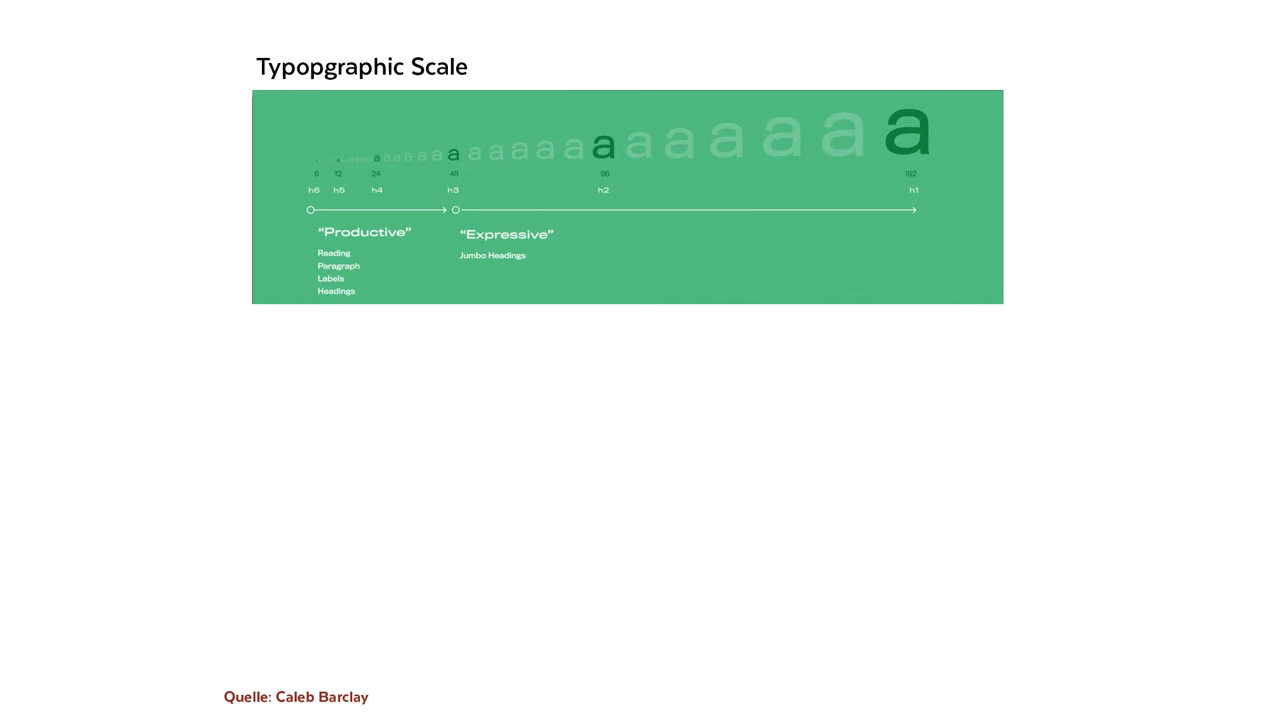 Typopgraphic Scale
a a a a a a a a a a a a a a a a a a a a
6 12 24 48 96 192
h6 h5 h4 h3 h2 h1
“Productive” “Expressive”
Reading Jumbo Headings
Paragraph
Labels
Headings
Quelle: Caleb Barclay